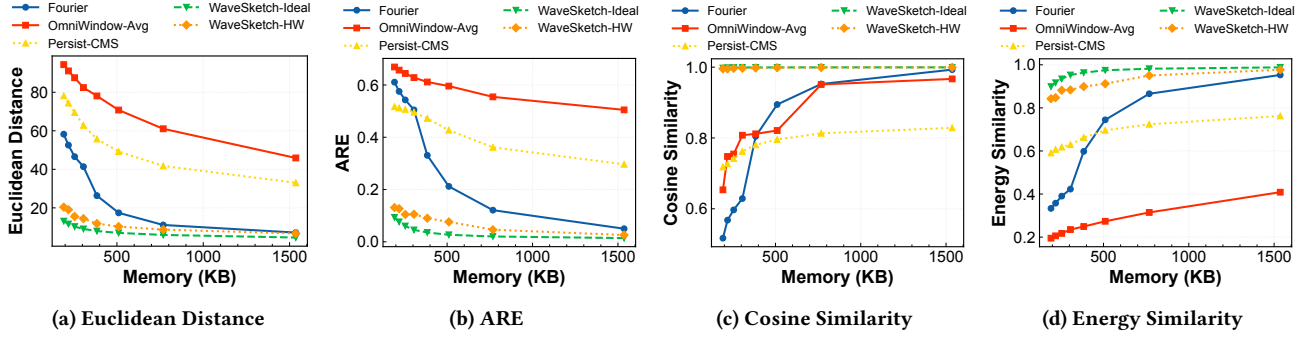 Fourier
OmniWindow-Avg
Persist-CMS
WaveSketch-Ideal
WaveSketch-HW
Euclidean Distance
80
60
40
20
500
1000
1500
Memory (KB)
(a) Euclidean Distance
Fourier
OmniWindow-Avg
Persist-CMS
WaveSketch-Ideal
WaveSketch-HW
ARE
0.6
0.4
0.2
0.0
500
1000
1500
Memory (KB)
(b) ARE
Fourier
OmniWindow-Avg
Persist-CMS
WaveSketch-Ideal
WaveSketch-HW
Cosine Similarity
1.0
0.8
0.6
500
1000
1500
Memory (KB)
(c) Cosine Similarity
Fourier
OmniWindow-Avg
Persist-CMS
WaveSketch-Ideal
WaveSketch-HW
Energy Similarity
1.0
0.8
0.6
0.4
0.2
500
1000
1500
Memory (KB)
(d) Energy Similarity